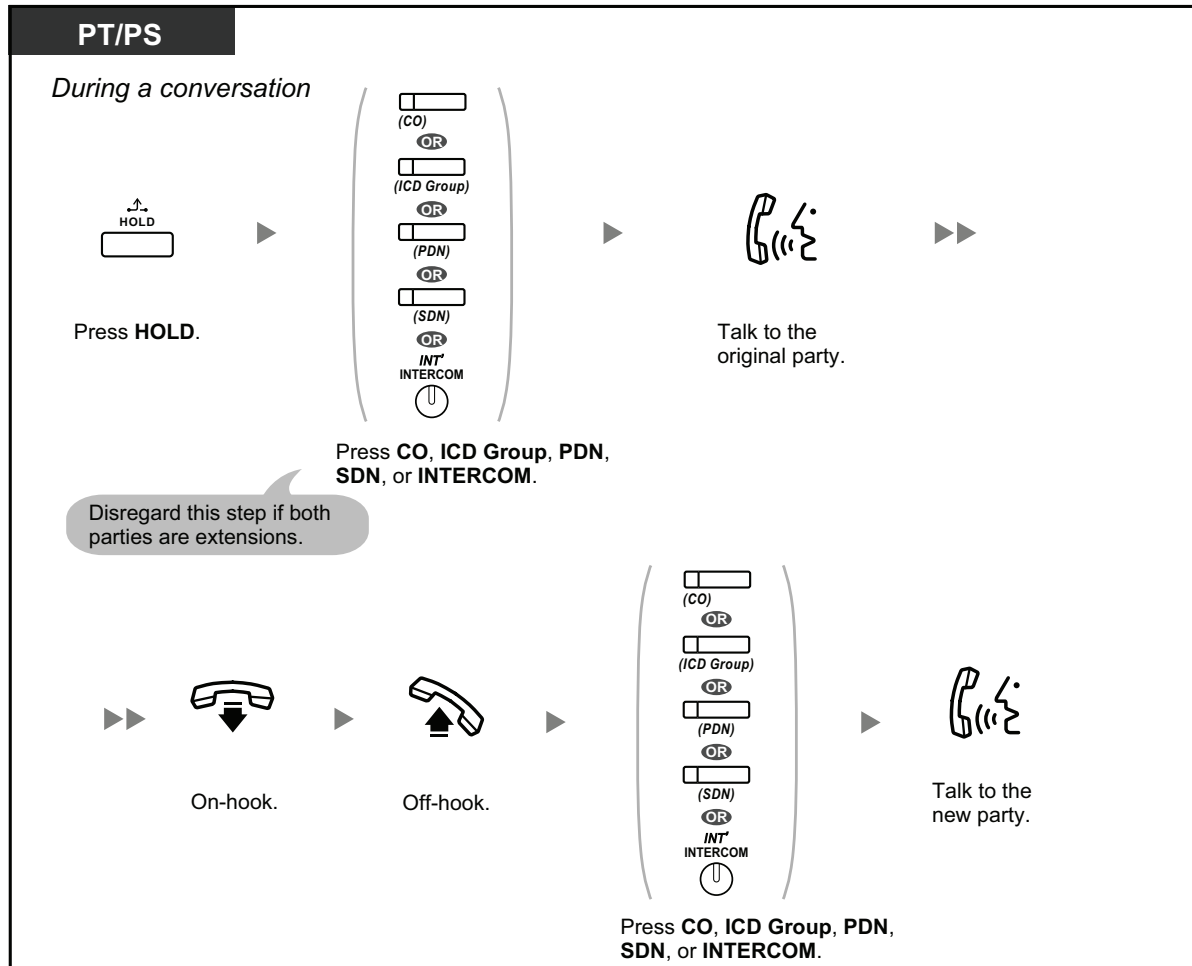 PT/PS
During a conversation
HOLD
Press HOLD.
(CO)
OR
(ICD Group)
OR
(PDN)
OR
(SDN)
OR
INT'
INTERCOM
Press CO, ICD Group, PDN,
SDN, or INTERCOM.
Disregard this step if both
parties are extensions.
Talk to the
original party.
On-hook.
Off-hook.
(CO)
OR
(ICD Group)
OR
(PDN)
OR
(SDN)
OR
INT'
INTERCOM
Press CO, ICD Group, PDN,
SDN, or INTERCOM.
Talk to the
new party.